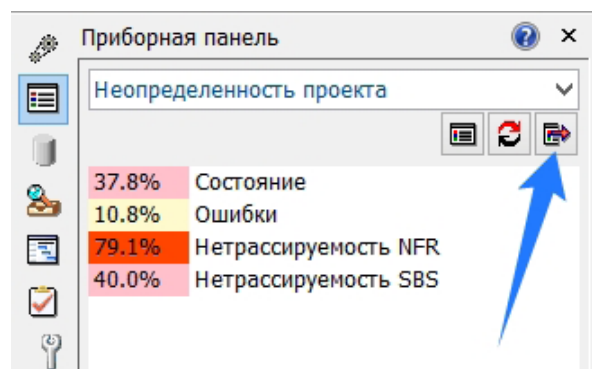 Приборная панель
Неопределенность проекта
37.8% Состояние
10.8% Ошибки
79.1% Нетрассируемость NFR
40.0% Нетрассируемость SBS